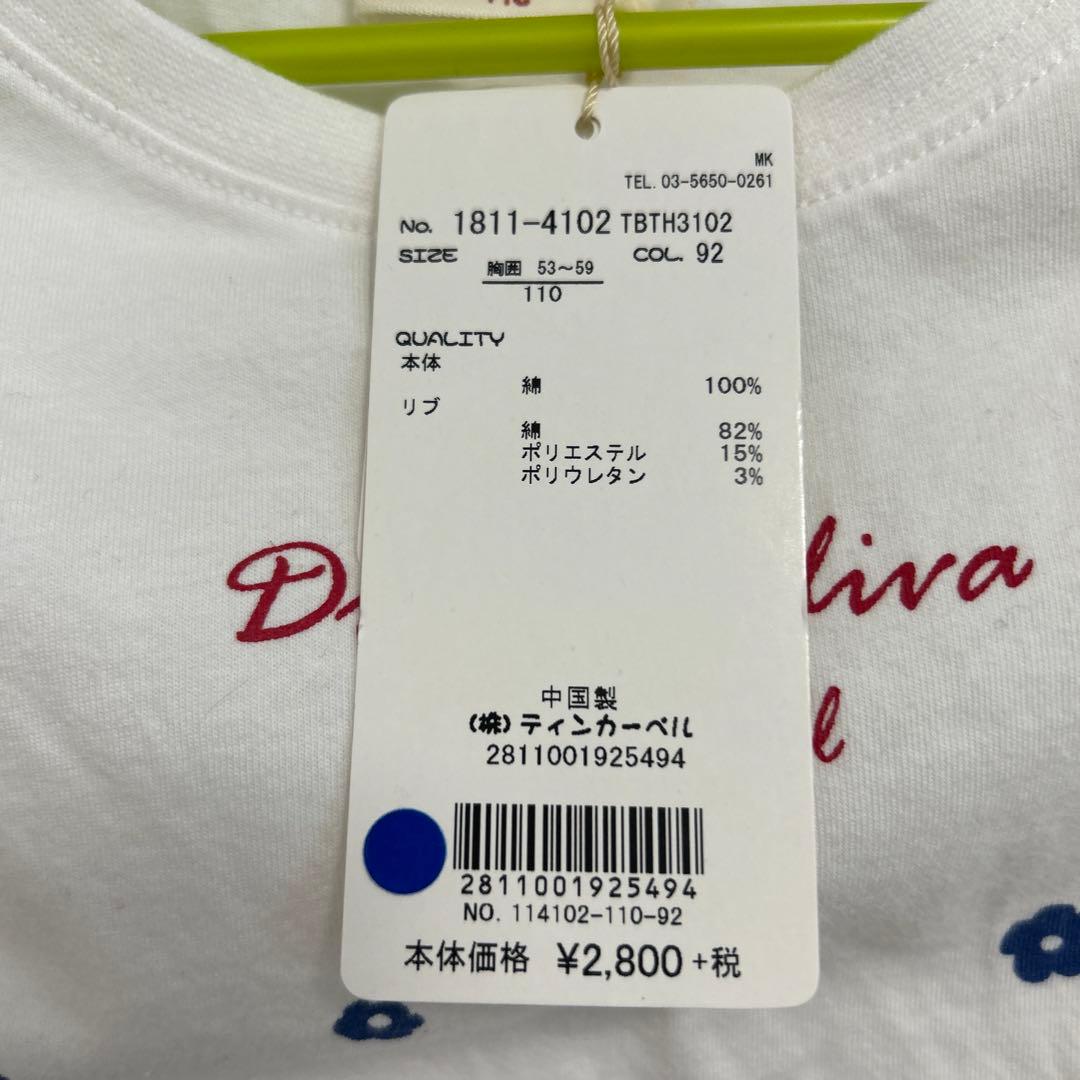 MK
TEL. 03-5650-0261
No. 1811-4102 TBTH3102
SIZE 胸囲 53〜59 COL. 92
110
QUALITY
本体
綿 100%
リブ
綿 82%
ポリエステル 15%
ポリウレタン 3%
中国製
(株)ティンカーベル
2811001925494
2811001925494
NO. 114102-110-92
本体価格 ¥2,800+税